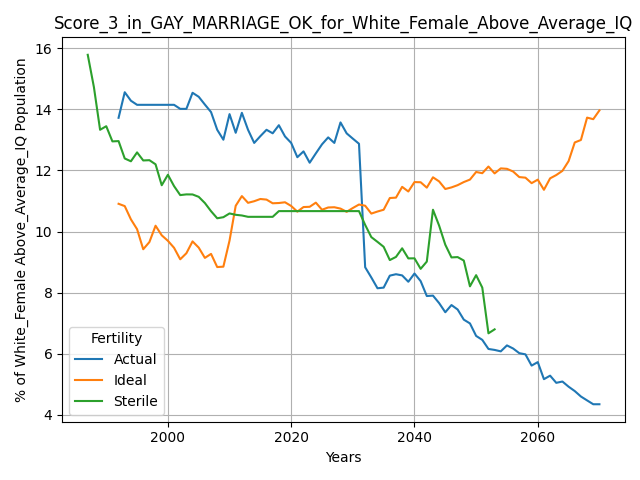 Score_3_in_GAY_MARRIAGE_OK_for_White_Female_Above_Average_IQ
% of White_Female Above_Average_IQ Population
16
14
12
10
8
6
4
Fertility
Actual
Ideal
Sterile
2000
2020
2040
2060
Years